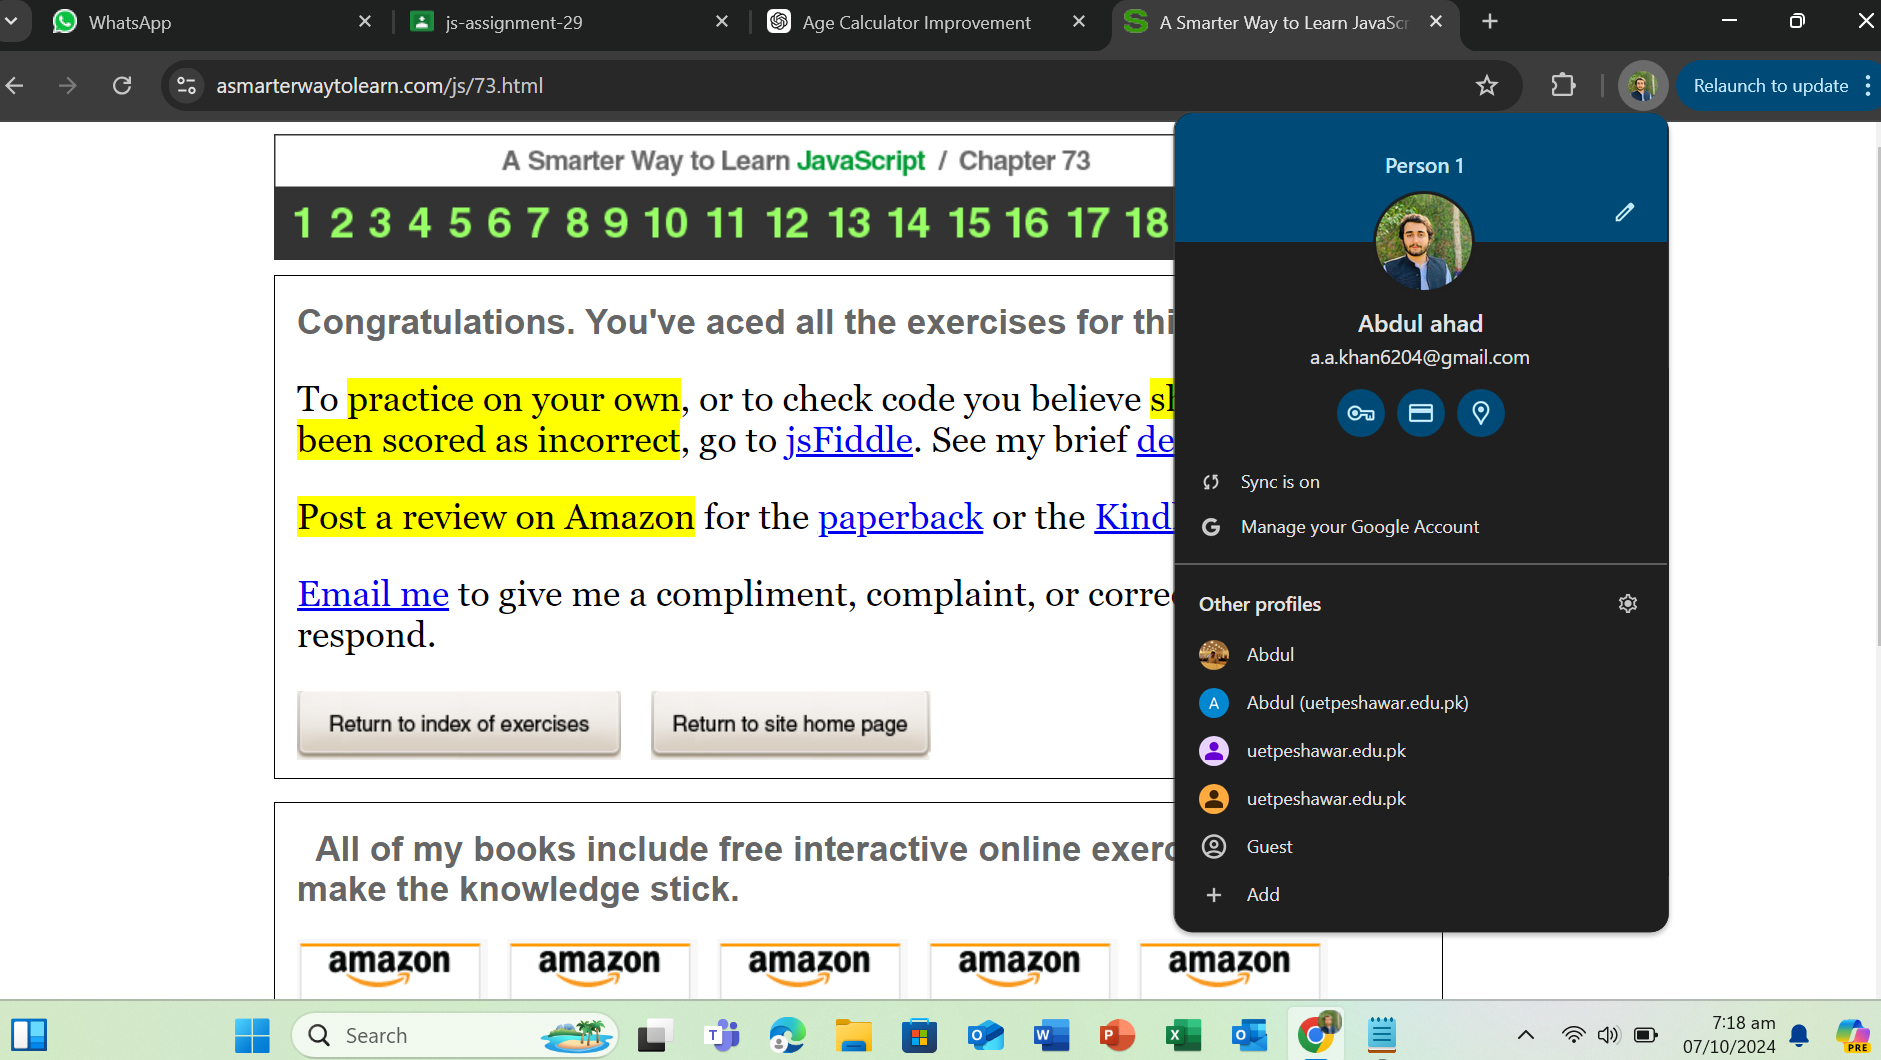 WhatsApp
js-assignment-29
Age Calculator Improvement
A Smarter Way to Learn JavaScr
asmarterwaytolearn.com/js/73.html
Relaunch to update
A Smarter Way to Learn JavaScript / Chapter 73
1 2 3 4 5 6 7 8 9 10 11 12 13 14 15 16 17 18
Congratulations. You've aced all the exercises for thi
To practice on your own, or to check code you believe sh
been scored as incorrect, go to jsFiddle. See my brief de
Post a review on Amazon for the paperback or the Kindl
Email me to give me a compliment, complaint, or corre
respond.
Return to index of exercises
Return to site home page
All of my books include free interactive online exerc
make the knowledge stick.
amazon amazon amazon amazon amazon
Person 1
Abdul ahad
a.a.khan6204@gmail.com
Sync is on
G Manage your Google Account
Other profiles
Abdul
A Abdul (uetpeshawar.edu.pk)
uetpeshawar.edu.pk
uetpeshawar.edu.pk
Guest
+ Add
Search
7:18 am
07/10/2024
PRE